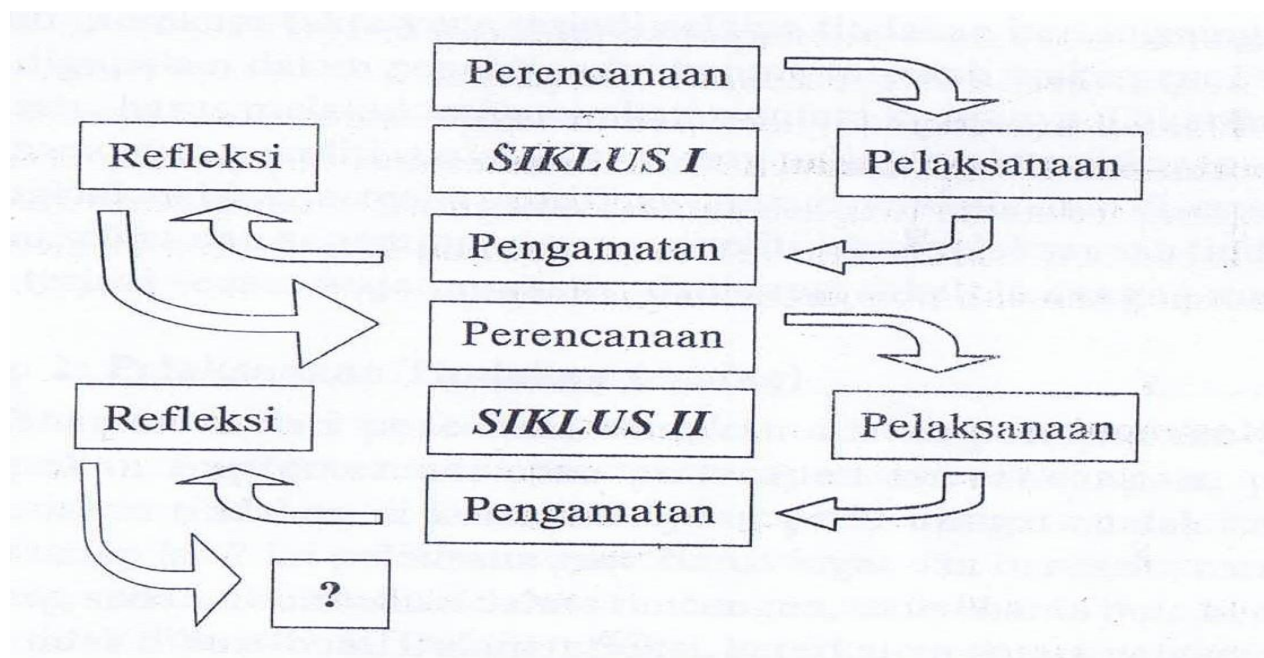 Perencanaan
Refleksi
SIKLUS I
Pelaksanaan
Pengamatan
Perencanaan
Refleksi
SIKLUS II
Pelaksanaan
Pengamatan
?